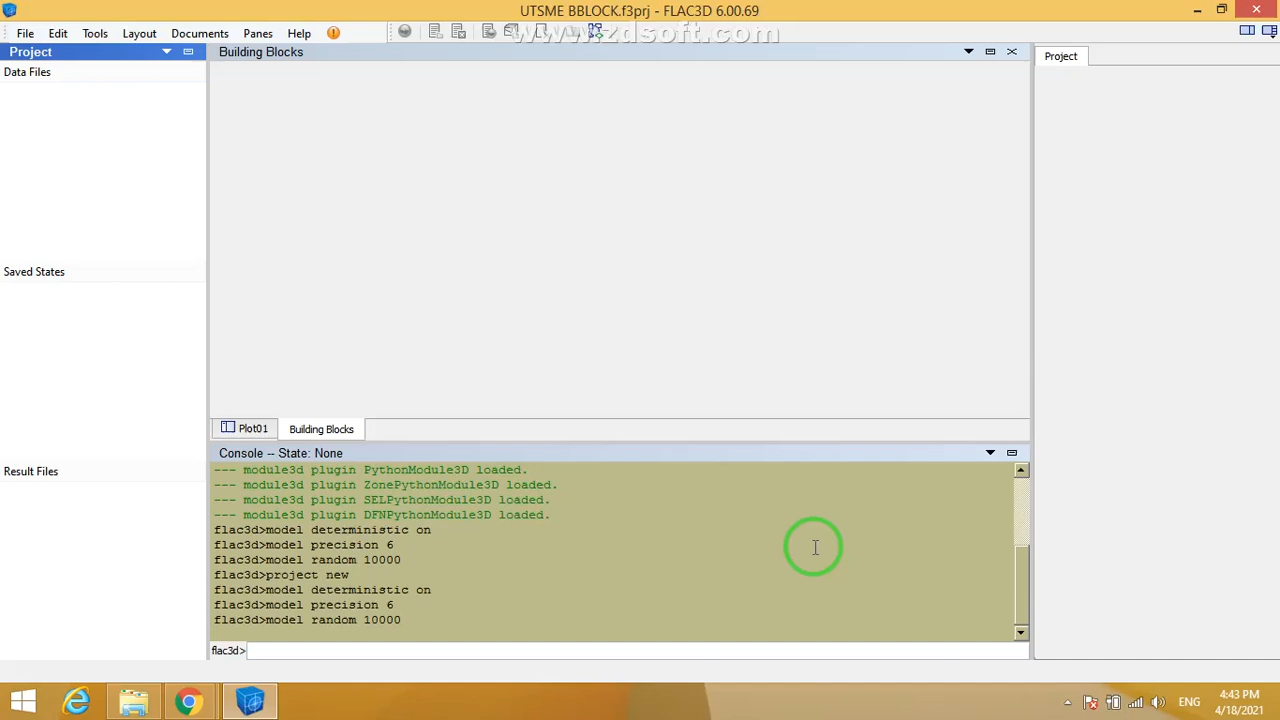 UTSME BBLOCK.f3prj - FLAC3D 6.00.69
File Edit Tools Layout Documents Panes Help
www.zdsoft.com
Project
Building Blocks
Project
Data Files
Saved States
Result Files
Plot01
Building Blocks
Console -- State: None
--- module3d plugin PythonModule3D loaded.
--- module3d plugin ZonePythonModule3D loaded.
--- module3d plugin SELPythonModule3D loaded.
--- module3d plugin DFNPythonModule3D loaded.
flac3d>model deterministic on
flac3d>model precision 6
flac3d>model random 10000
flac3d>project new
flac3d>model deterministic on
flac3d>model precision 6
flac3d>model random 10000
flac3d>
ENG
4:43 PM
4/18/2021